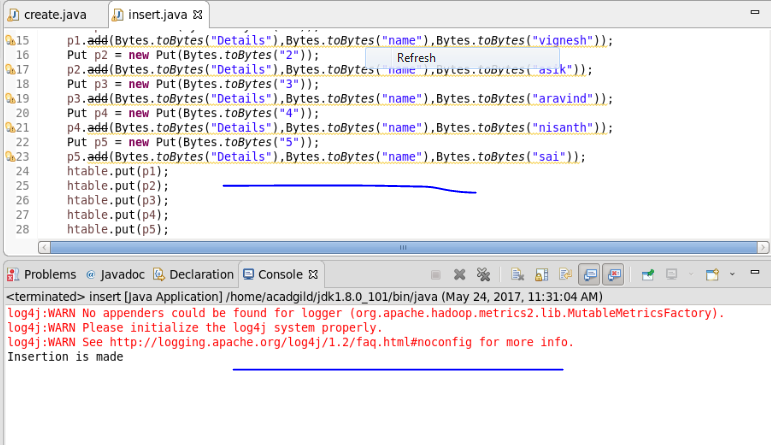 create.java insert.java
15 p1.add(Bytes.toBytes("Details"),Bytes.toBytes("name"),Bytes.toBytes("vignesh"));
16 Put p2 = new Put(Bytes.toBytes("2"));
Refresh
17 p2.add(Bytes.toBytes("Details"),Bytes.toBytes("name"),Bytes.toBytes("asik"));
18 Put p3 = new Put(Bytes.toBytes("3"));
19 p3.add(Bytes.toBytes("Details"),Bytes.toBytes("name"),Bytes.toBytes("aravind"));
20 Put p4 = new Put(Bytes.toBytes("4"));
21 p4.add(Bytes.toBytes("Details"),Bytes.toBytes("name"),Bytes.toBytes("nisanth"));
22 Put p5 = new Put(Bytes.toBytes("5"));
23 p5.add(Bytes.toBytes("Details"),Bytes.toBytes("name"),Bytes.toBytes("sai"));
24 htable.put(p1);
25 htable.put(p2);
26 htable.put(p3);
27 htable.put(p4);
28 htable.put(p5);
Problems @ Javadoc Declaration Console
<terminated> insert [Java Application] /home/acadgild/jdk1.8.0_101/bin/java (May 24, 2017, 11:31:04 AM)
log4j:WARN No appenders could be found for logger (org.apache.hadoop.metrics2.lib.MutableMetricsFactory).
log4j:WARN Please initialize the log4j system properly.
log4j:WARN See http://logging.apache.org/log4j/1.2/faq.html#noconfig for more info.
Insertion is made